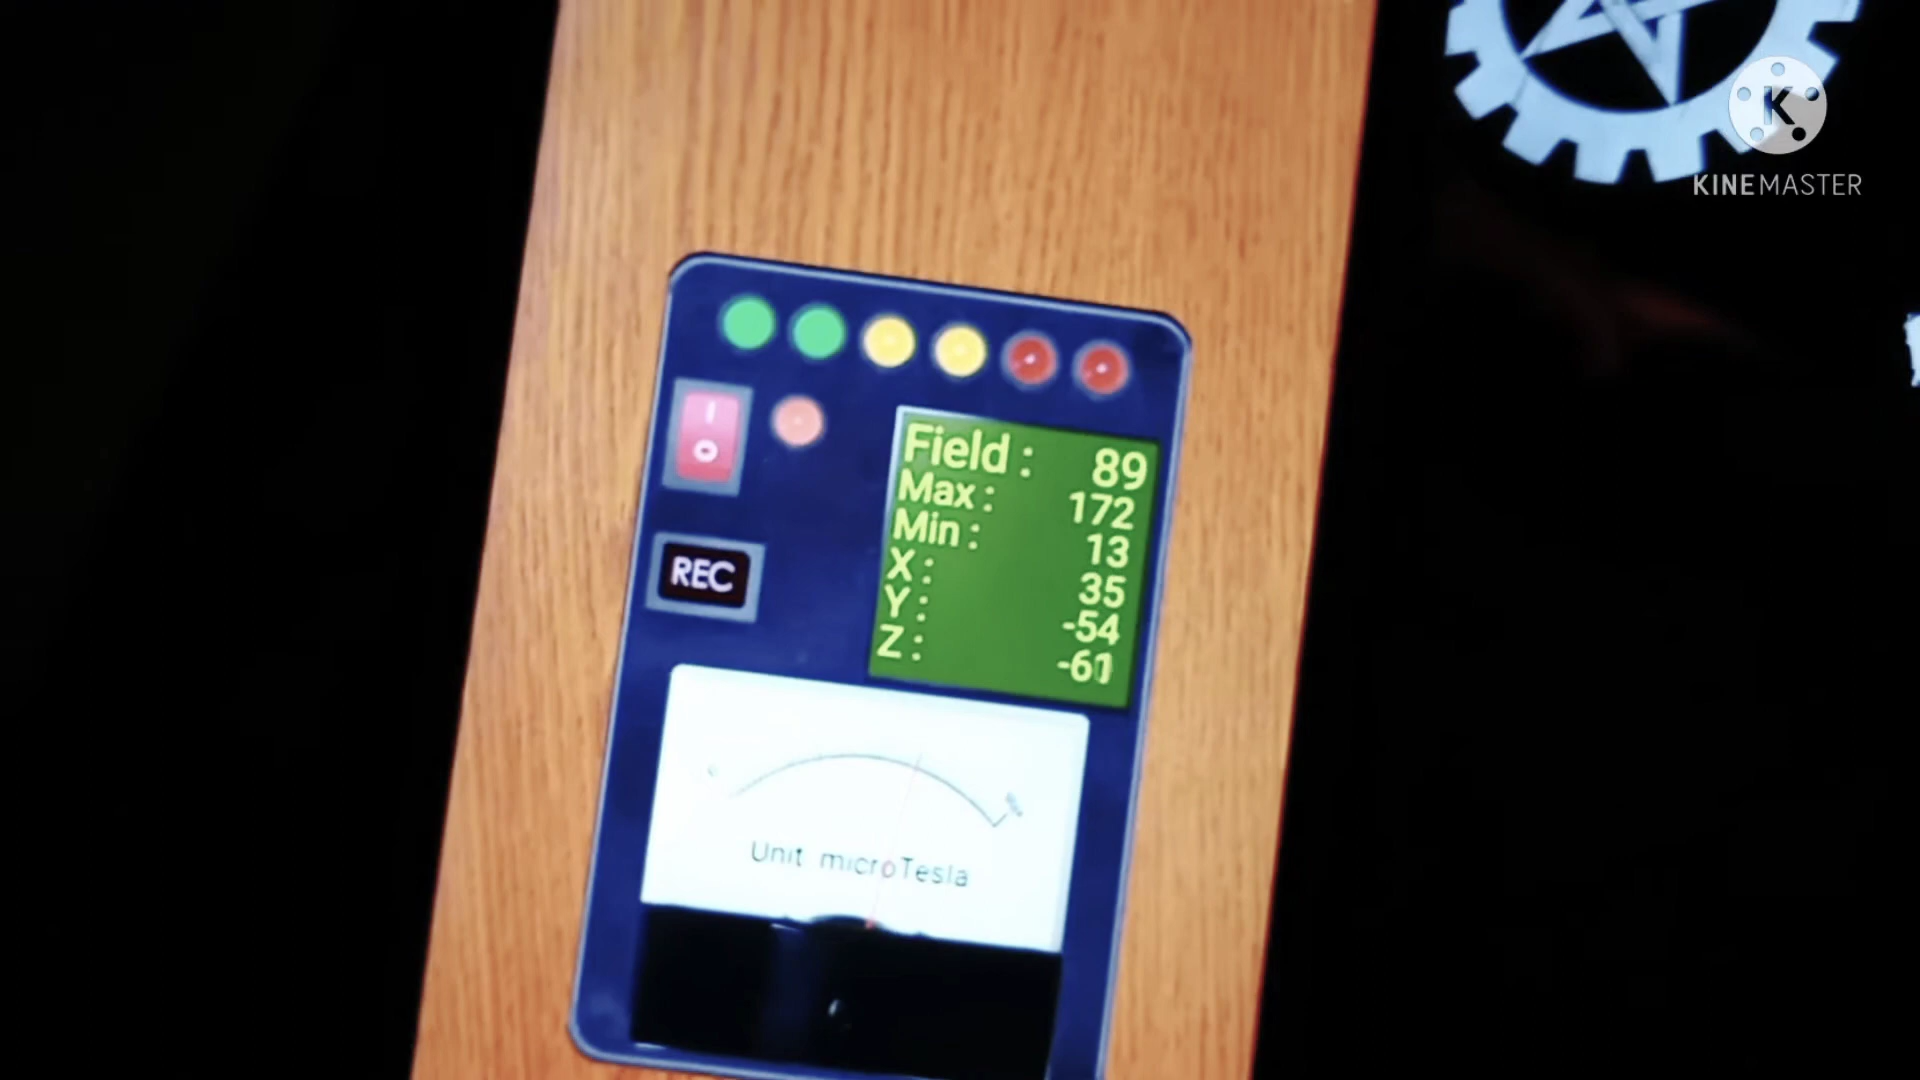 K
KINEMASTER
I
O
Field : 89
Max : 172
Min : 13
X : 35
Y : -54
Z : -61
REC
Unit microTesla